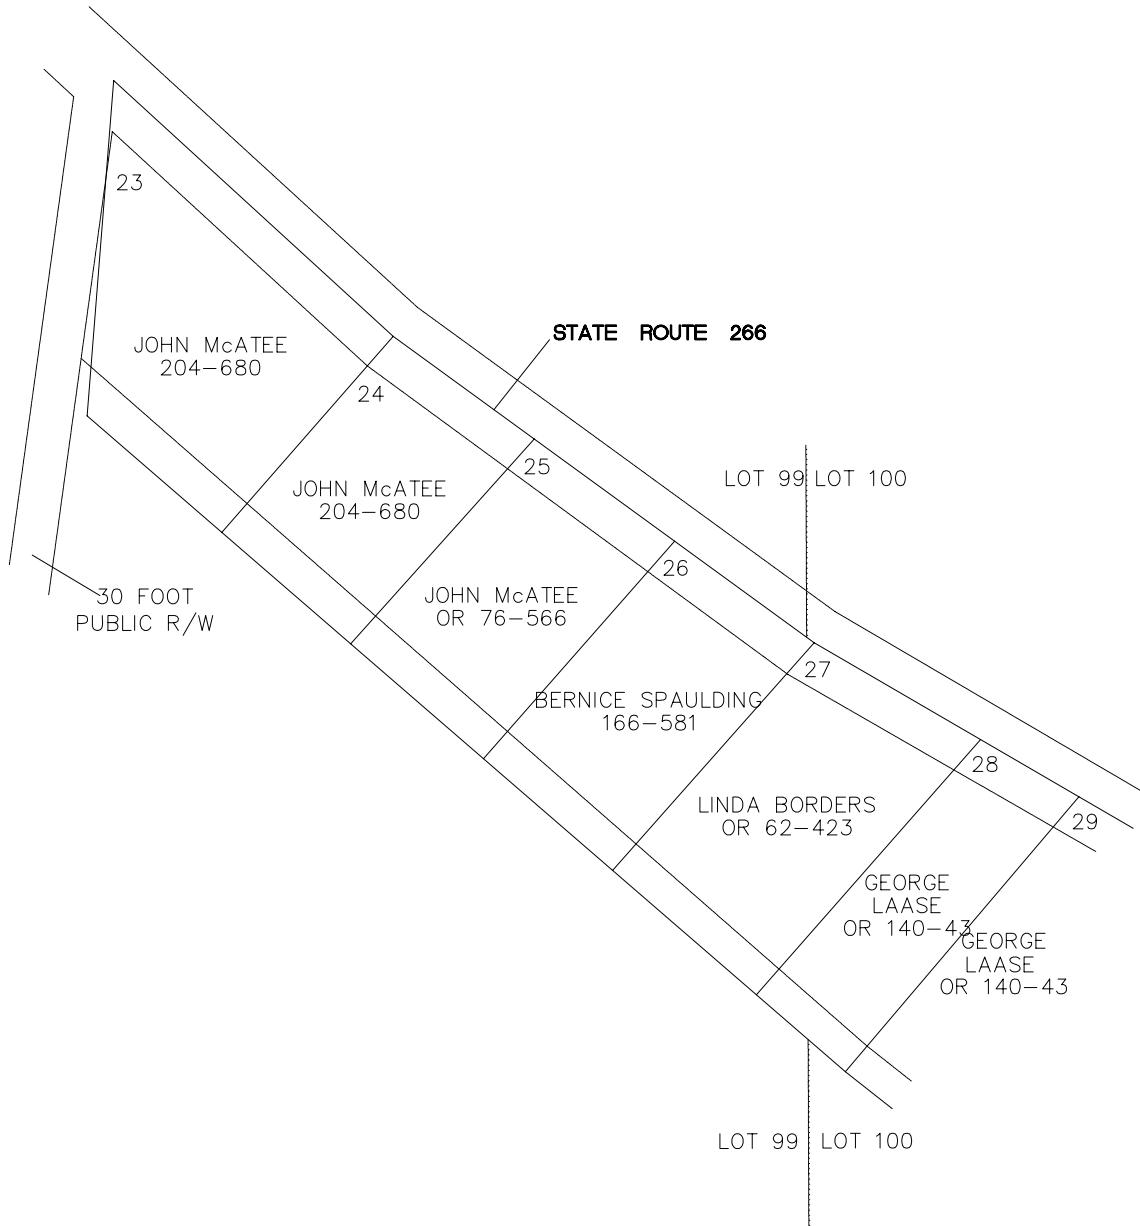 23
JOHN McATEE
204-680
STATE ROUTE 266
24
25
JOHN McATEE
204-680
LOT 99 LOT 100
30 FOOT
PUBLIC R/W
JOHN McATEE
OR 76-566
26
27
BERNICE SPAULDING
166-581
28
LINDA BORDERS
OR 62-423
29
GEORGE
LAASE
OR 140-43
GEORGE
LAASE
OR 140-43
LOT 99 LOT 100